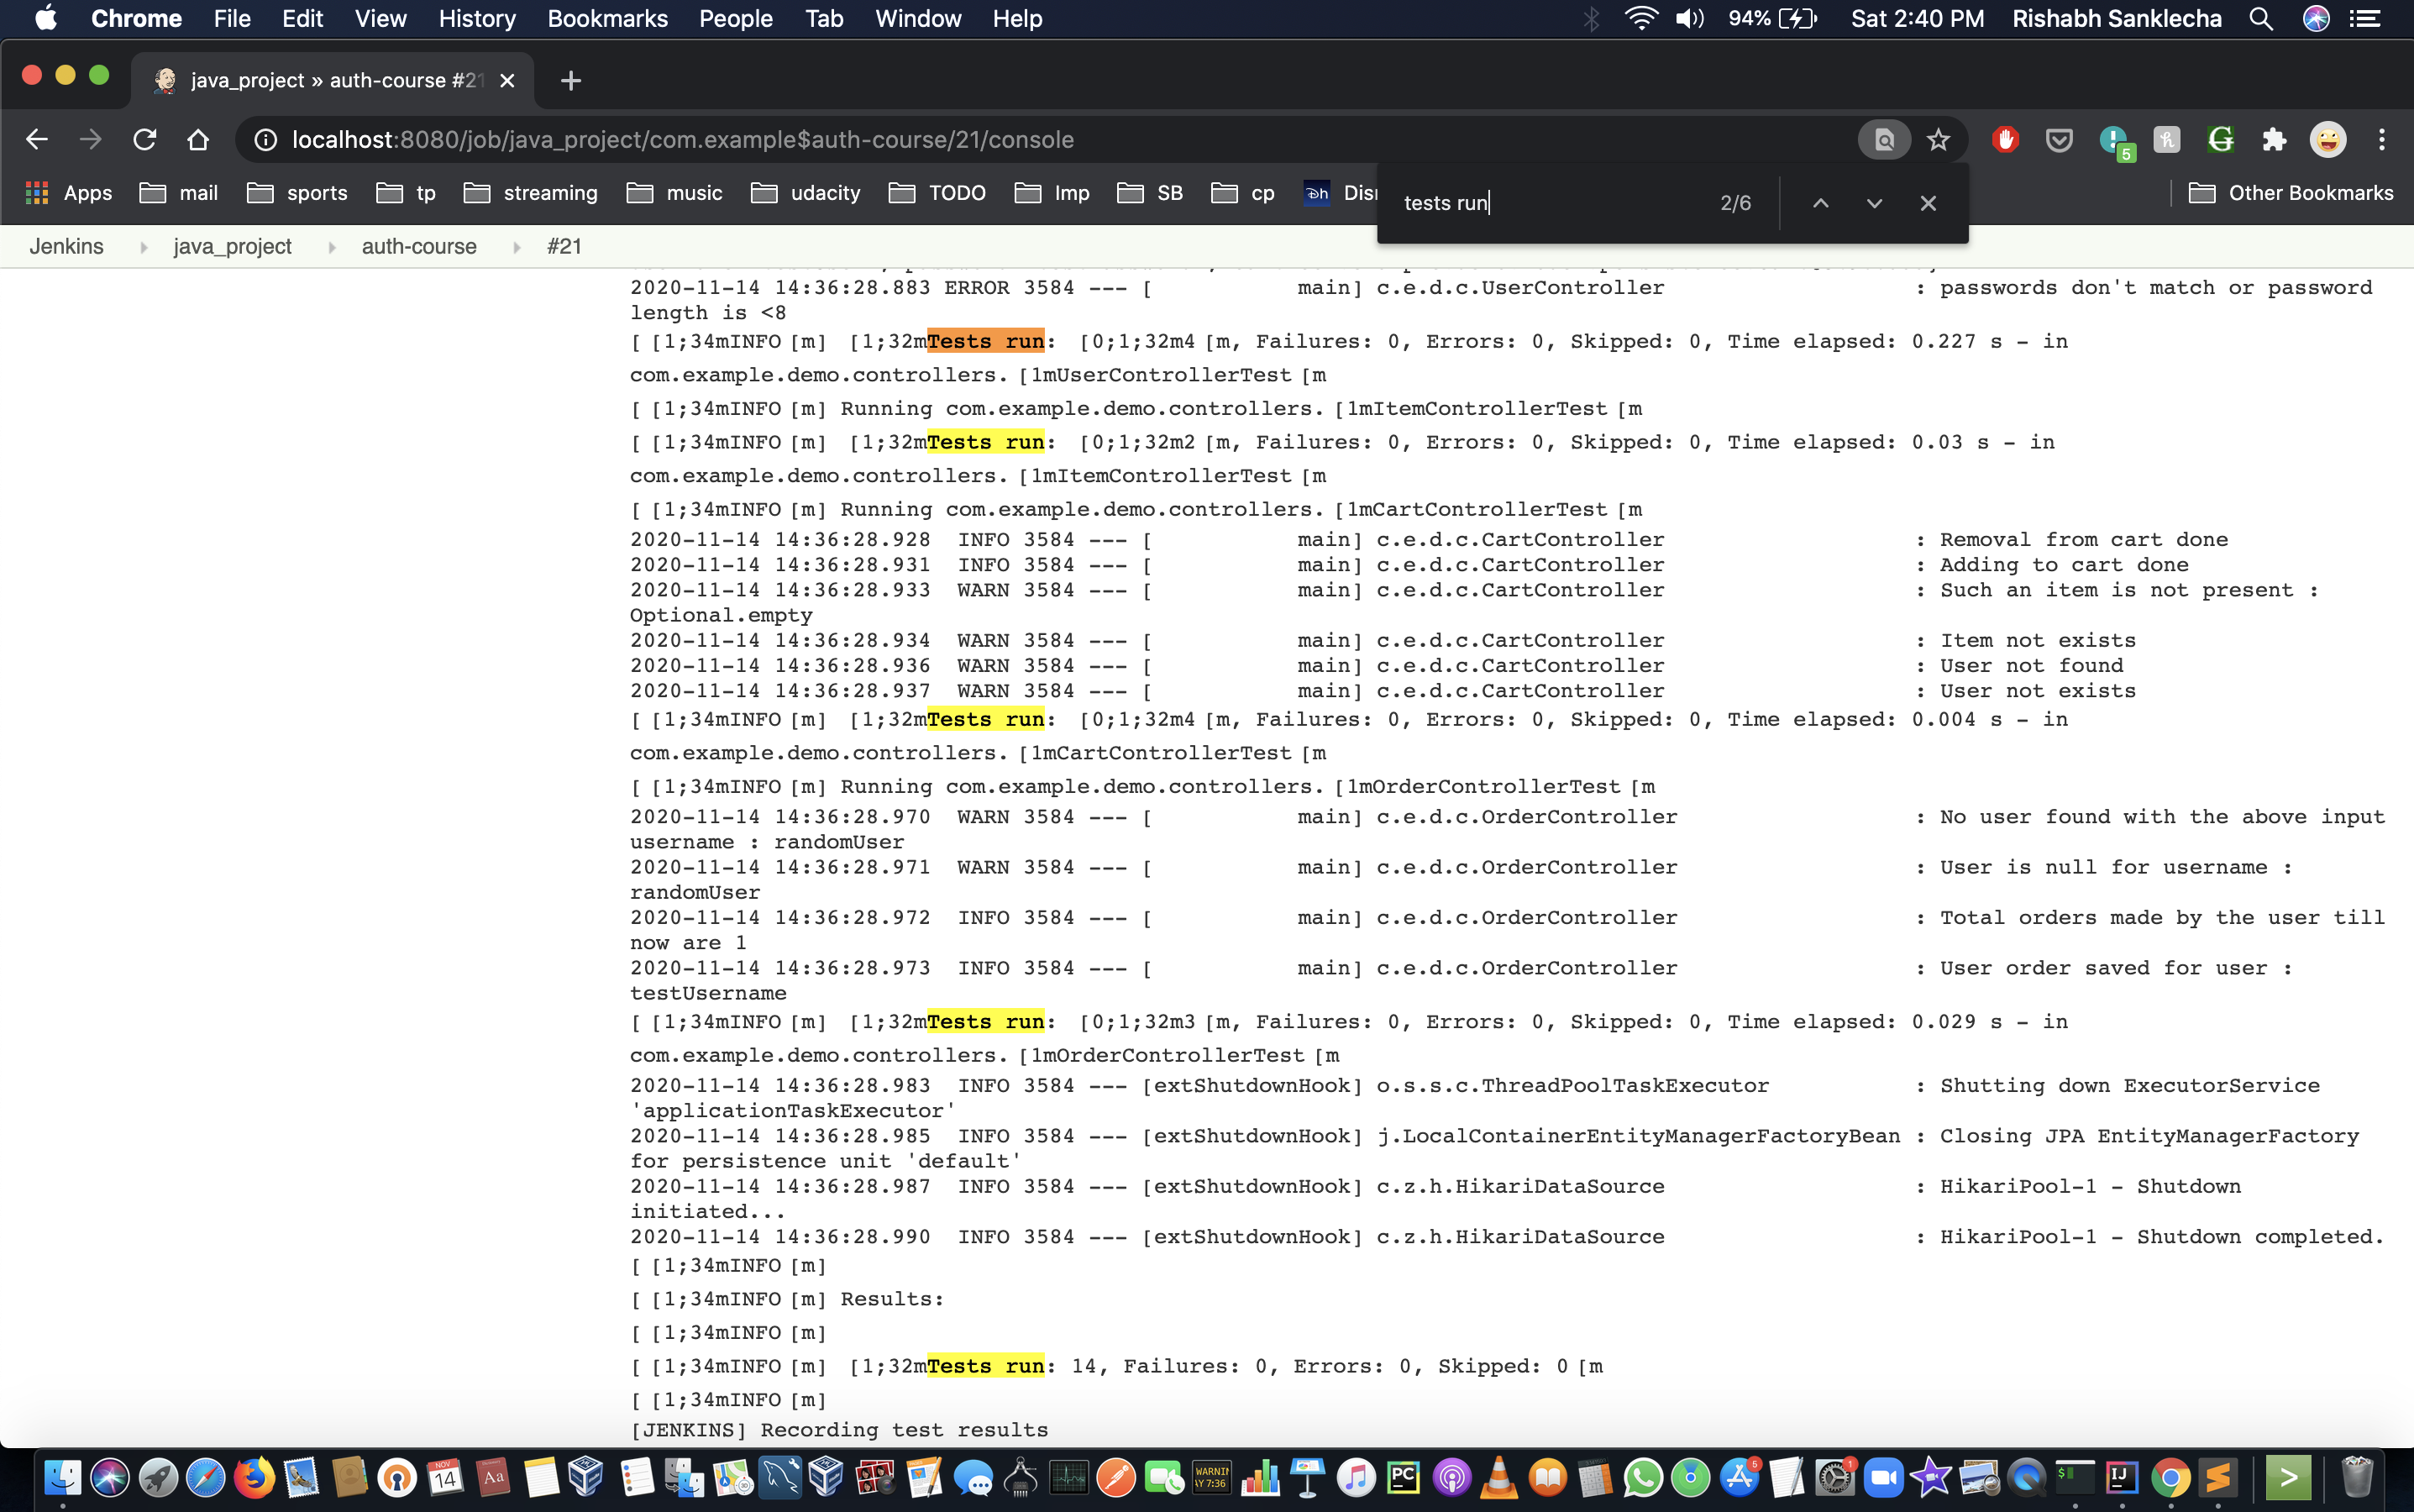 Chrome File Edit View History Bookmarks People Tab Window Help 94% Sat 2:40 PM Rishabh Sanklecha
java_project » auth-course #21
localhost:8080/job/java_project/com.example$auth-course/21/console
5
Apps mail sports tp streaming music udacity TODO Imp SB cp Other Bookmarks
tests run 2/6
Jenkins java_project auth-course #21
2020-11-14 14:36:28.883 ERROR 3584 --- [           main] c.e.d.c.UserController                   : passwords don't match or password
length is <8
[ [1;34mINFO [m]  [1;32mTests run:  [0;1;32m4 [m, Failures: 0, Errors: 0, Skipped: 0, Time elapsed: 0.227 s - in
com.example.demo.controllers. [1mUserControllerTest [m
[ [1;34mINFO [m] Running com.example.demo.controllers. [1mItemControllerTest [m
[ [1;34mINFO [m]  [1;32mTests run:  [0;1;32m2 [m, Failures: 0, Errors: 0, Skipped: 0, Time elapsed: 0.03 s - in
com.example.demo.controllers. [1mItemControllerTest [m
[ [1;34mINFO [m] Running com.example.demo.controllers. [1mCartControllerTest [m
2020-11-14 14:36:28.928  INFO 3584 --- [           main] c.e.d.c.CartController                   : Removal from cart done
2020-11-14 14:36:28.931  INFO 3584 --- [           main] c.e.d.c.CartController                   : Adding to cart done
2020-11-14 14:36:28.933  WARN 3584 --- [           main] c.e.d.c.CartController                   : Such an item is not present :
Optional.empty
2020-11-14 14:36:28.934  WARN 3584 --- [           main] c.e.d.c.CartController                   : Item not exists
2020-11-14 14:36:28.936  WARN 3584 --- [           main] c.e.d.c.CartController                   : User not found
2020-11-14 14:36:28.937  WARN 3584 --- [           main] c.e.d.c.CartController                   : User not exists
[ [1;34mINFO [m]  [1;32mTests run:  [0;1;32m4 [m, Failures: 0, Errors: 0, Skipped: 0, Time elapsed: 0.004 s - in
com.example.demo.controllers. [1mCartControllerTest [m
[ [1;34mINFO [m] Running com.example.demo.controllers. [1mOrderControllerTest [m
2020-11-14 14:36:28.970  WARN 3584 --- [           main] c.e.d.c.OrderController                  : No user found with the above input
username : randomUser
2020-11-14 14:36:28.971  WARN 3584 --- [           main] c.e.d.c.OrderController                  : User is null for username :
randomUser
2020-11-14 14:36:28.972  INFO 3584 --- [           main] c.e.d.c.OrderController                  : Total orders made by the user till
now are 1
2020-11-14 14:36:28.973  INFO 3584 --- [           main] c.e.d.c.OrderController                  : User order saved for user :
testUsername
[ [1;34mINFO [m]  [1;32mTests run:  [0;1;32m3 [m, Failures: 0, Errors: 0, Skipped: 0, Time elapsed: 0.029 s - in
com.example.demo.controllers. [1mOrderControllerTest [m
2020-11-14 14:36:28.983  INFO 3584 --- [extShutdownHook] o.s.s.c.ThreadPoolTaskExecutor           : Shutting down ExecutorService
'applicationTaskExecutor'
2020-11-14 14:36:28.985  INFO 3584 --- [extShutdownHook] j.LocalContainerEntityManagerFactoryBean : Closing JPA EntityManagerFactory
for persistence unit 'default'
2020-11-14 14:36:28.987  INFO 3584 --- [extShutdownHook] c.z.h.HikariDataSource                   : HikariPool-1 - Shutdown
initiated...
2020-11-14 14:36:28.990  INFO 3584 --- [extShutdownHook] c.z.h.HikariDataSource                   : HikariPool-1 - Shutdown completed.
[ [1;34mINFO [m]
[ [1;34mINFO [m] Results:
[ [1;34mINFO [m]
[ [1;34mINFO [m]  [1;32mTests run: 14, Failures: 0, Errors: 0, Skipped: 0 [m
[ [1;34mINFO [m]
[JENKINS] Recording test results